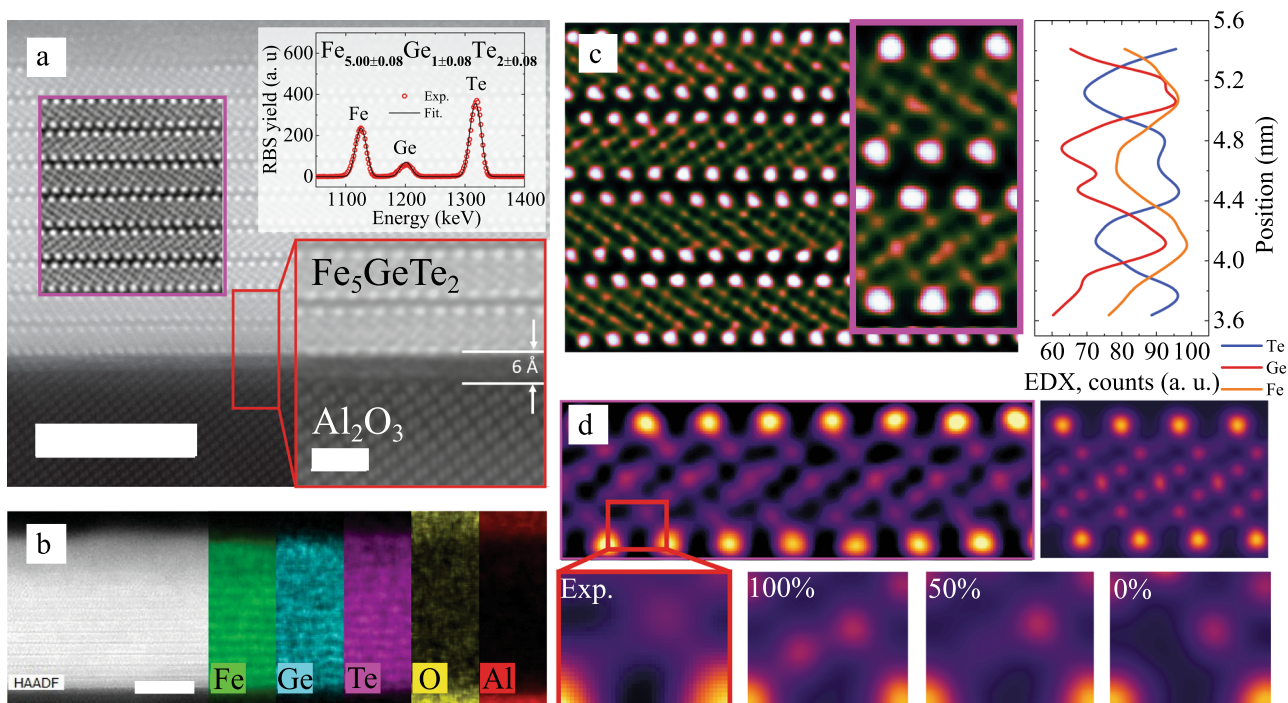 a
Fe5.00±0.08Ge1±0.08Te2±0.08
600
400
200
0
RBS yield (a. u)
Fe
Ge
Te
Exp.
Fit.
1100
1200
1300
1400
Energy (keV)
Fe5GeTe2
6 Å
Al2O3
b
HAADF
Fe
Ge
Te
O
Al
c
5.6
5.2
4.8
4.4
4.0
3.6
Position (nm)
60 70 80 90 100
EDX, counts (a. u.)
Te
Ge
Fe
d
Exp.
100%
50%
0%